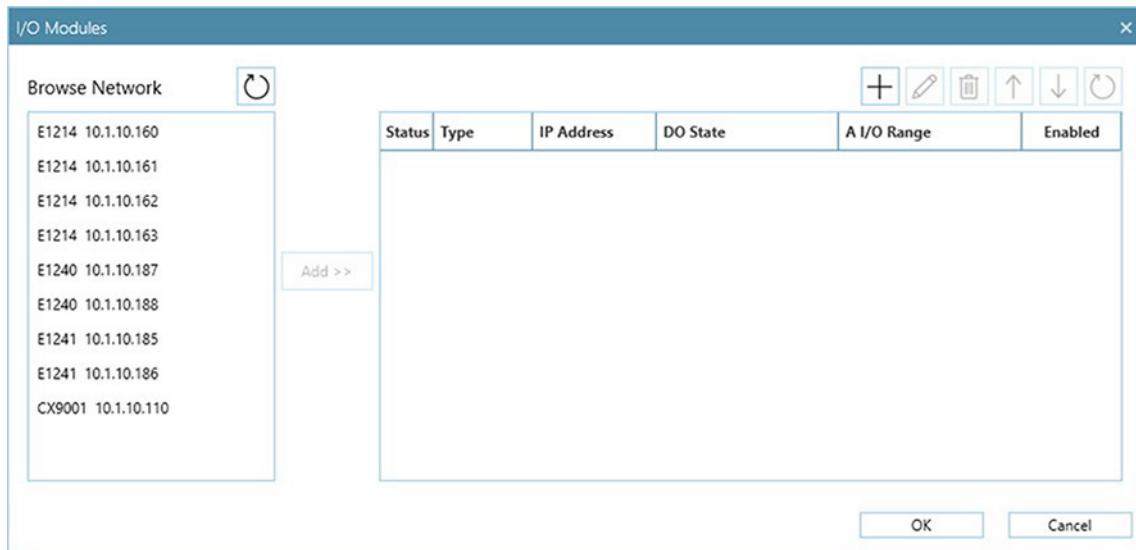 I/O Modules
Browse Network
E1214 10.1.10.160
E1214 10.1.10.161
E1214 10.1.10.162
E1214 10.1.10.163
E1240 10.1.10.187
E1240 10.1.10.188
E1241 10.1.10.185
E1241 10.1.10.186
CX9001 10.1.10.110
Add >>
Status Type IP Address DO State A I/O Range Enabled
OK Cancel